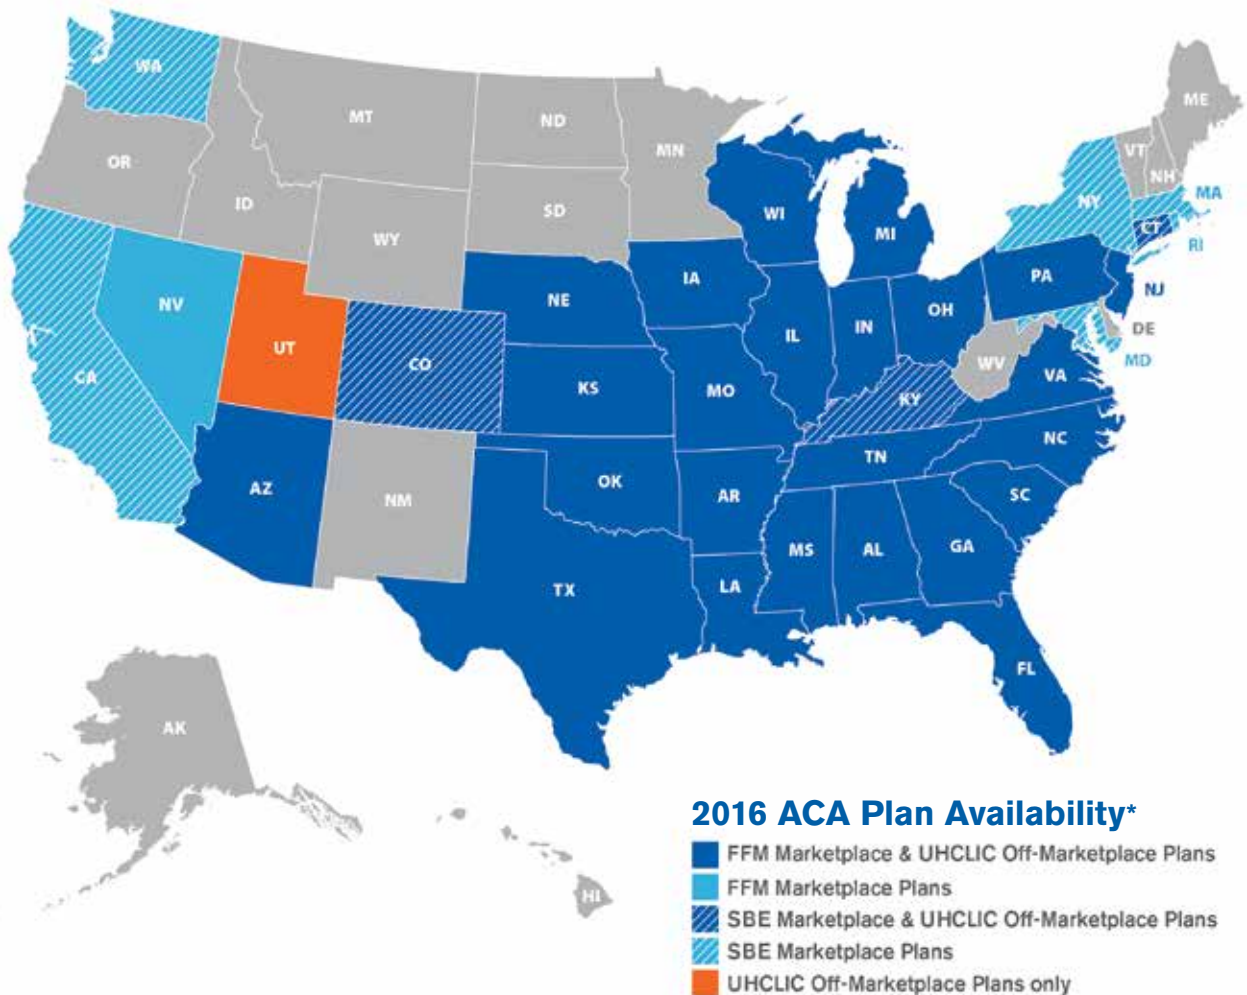 WA
MT
ND
MN
ME
OR
ID
SD
WY
WI
MI
VT
NH
NY
MA
CT
RI
NV
UT
CO
NE
IA
IL
IN
OH
PA
NJ
DE
MD
CA
KS
MO
KY
WV
VA
AZ
NM
OK
AR
TN
NC
SC
TX
LA
MS
AL
GA
FL
AK
HI
2016 ACA Plan Availability*
FFM Marketplace & UHCLIC Off-Marketplace Plans
FFM Marketplace Plans
SBE Marketplace & UHCLIC Off-Marketplace Plans
SBE Marketplace Plans
UHCLIC Off-Marketplace Plans only